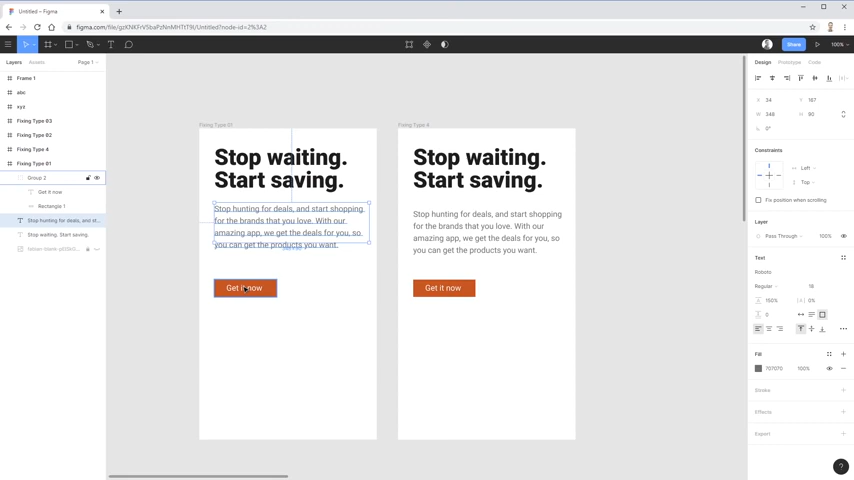 Untitled – Figma
figma.com/file/gzKNKFrV5baPzNnMHTtT9I/Untitled?node-id=2%3A2
Share
100%
Layers
Assets
Page 1
Frame 1
abc
xyz
Fixing Type 03
Fixing Type 02
Fixing Type 4
Fixing Type 01
Group 2
Get it now
Rectangle 1
Stop hunting for deals, and st...
Stop waiting. Start saving.
Fixing Type 01
Stop waiting.
Start saving.
Stop hunting for deals, and start shopping
for the brands that you love. With our
amazing app, we get the deals for you, so
you can get the products you want.
Get it now
Fixing Type 4
Stop waiting.
Start saving.
Stop hunting for deals, and start shopping
for the brands that you love. With our
amazing app, we get the deals for you, so
you can get the products you want.
Get it now
Design
Prototype
Code
X 34
Y 167
W 348
H 90
0°
Constraints
Left
Top
Fix position when scrolling
Layer
Pass Through
100%
Text
Roboto
Regular
18
150%
0%
0
Fill
707070
100%
Stroke
Effects
Export
?